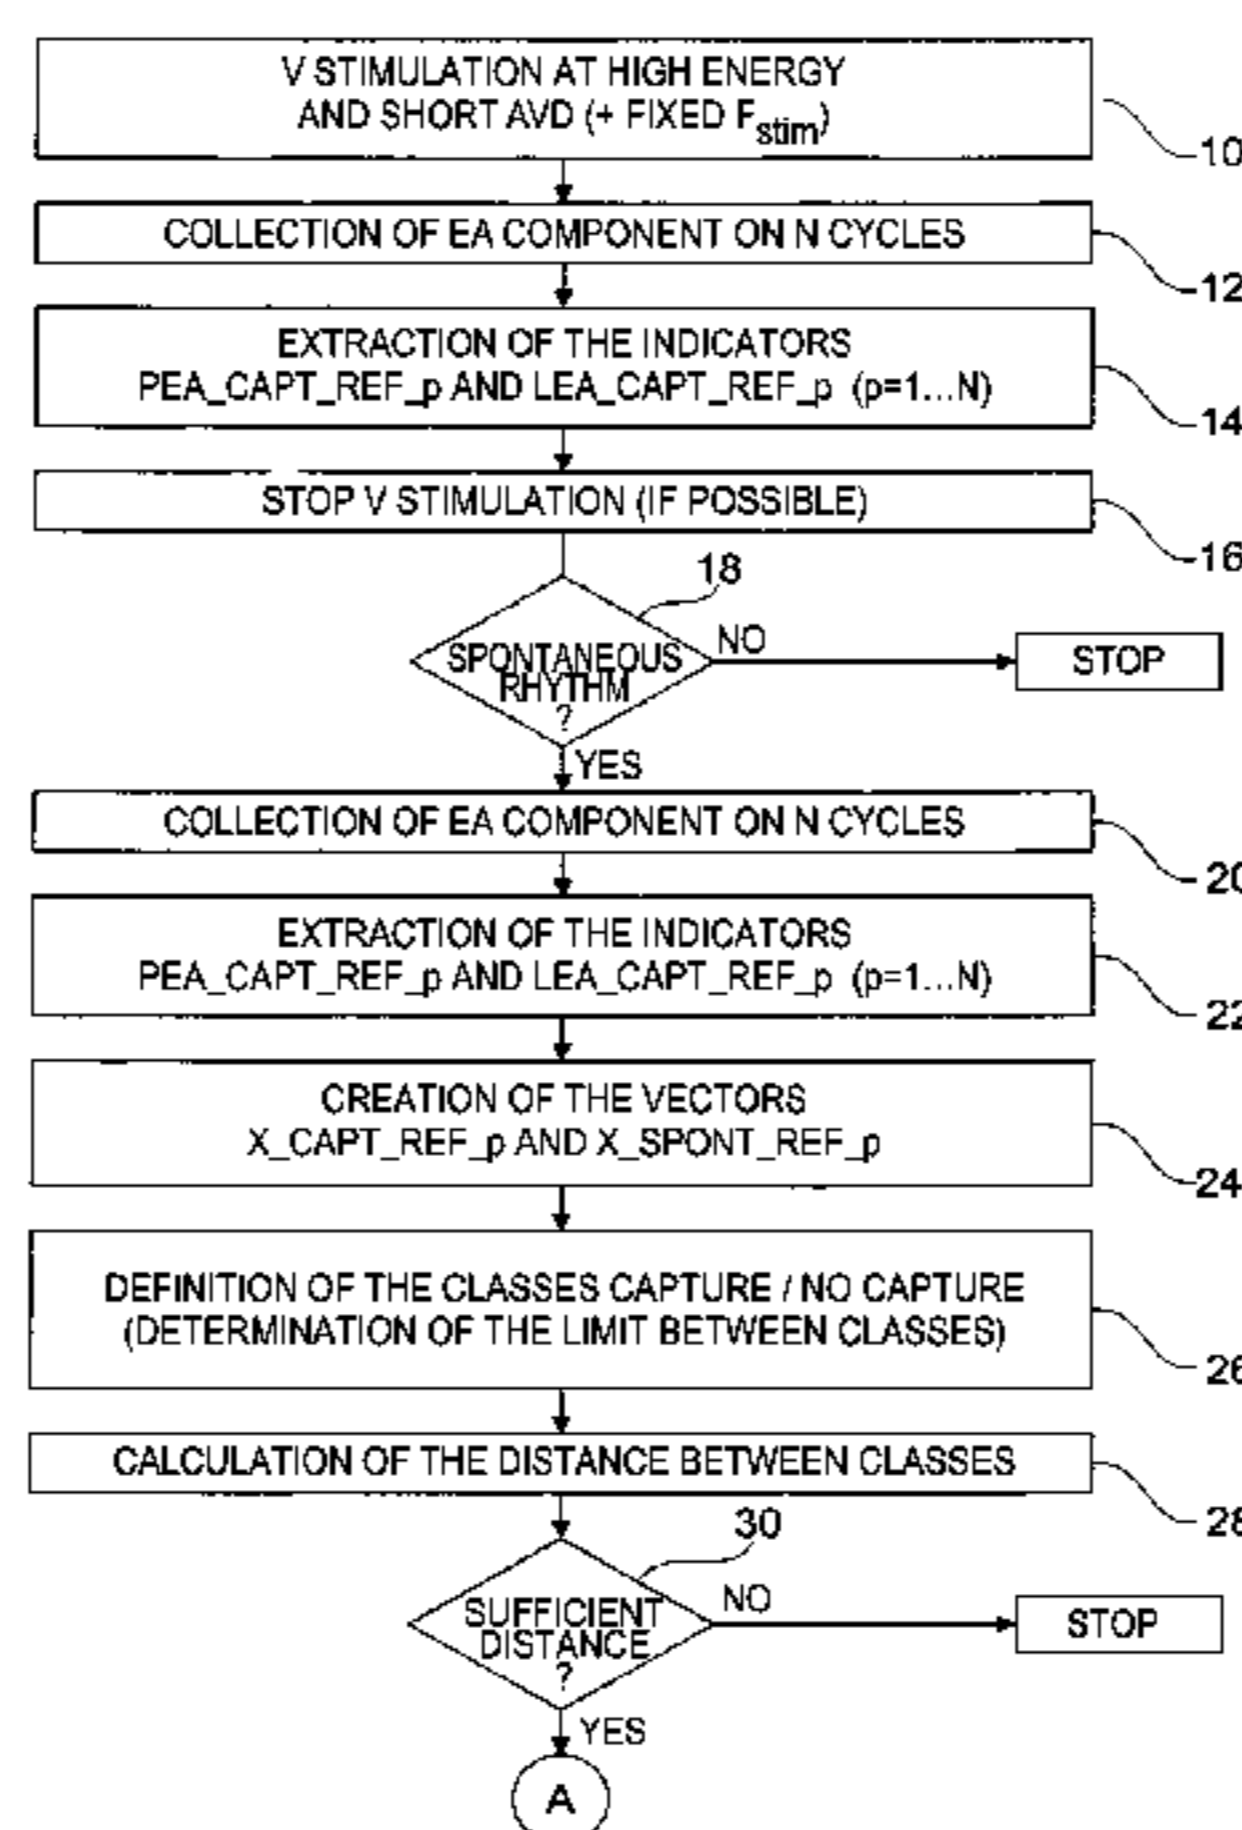 V STIMULATION AT HIGH ENERGY
AND SHORT AVD (+ FIXED Fstim)
10
COLLECTION OF EA COMPONENT ON N CYCLES
12
EXTRACTION OF THE INDICATORS
PEA_CAPT_REF_p AND LEA_CAPT_REF_p (p=1...N)
14
STOP V STIMULATION (IF POSSIBLE)
16
18
SPONTANEOUS
RHYTHM
?
NO
STOP
YES
COLLECTION OF EA COMPONENT ON N CYCLES
20
EXTRACTION OF THE INDICATORS
PEA_CAPT_REF_p AND LEA_CAPT_REF_p (p=1...N)
22
CREATION OF THE VECTORS
X_CAPT_REF_p AND X_SPONT_REF_p
24
DEFINITION OF THE CLASSES CAPTURE / NO CAPTURE
(DETERMINATION OF THE LIMIT BETWEEN CLASSES)
26
CALCULATION OF THE DISTANCE BETWEEN CLASSES
28
30
SUFFICIENT
DISTANCE
?
NO
STOP
YES
A